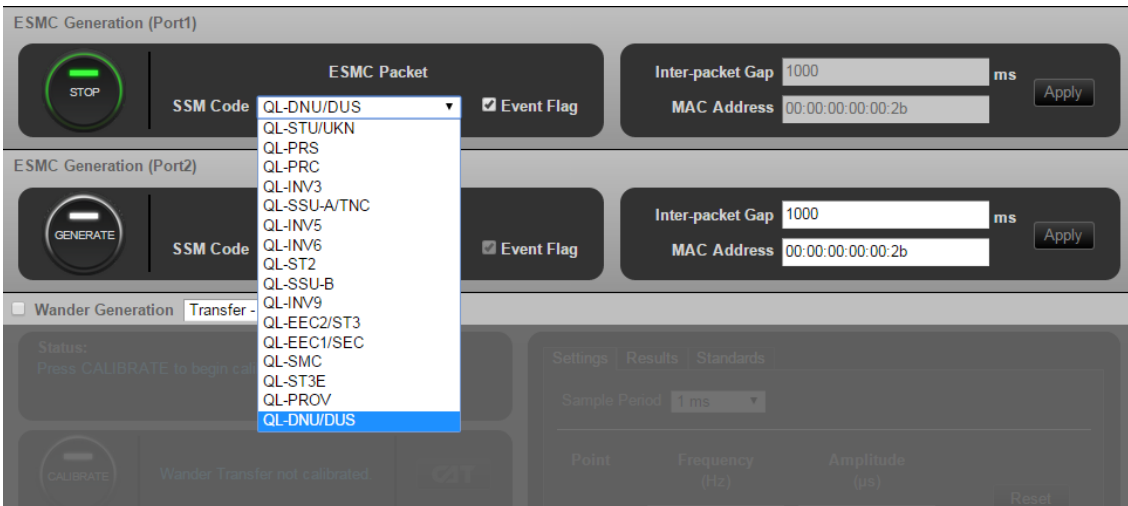 ESMC Generation (Port1)
STOP
ESMC Packet
SSM Code QL-DNU/DUS Event Flag
Inter-packet Gap 1000 ms
MAC Address 00:00:00:00:00:2b
Apply
QL-STU/UKN
QL-PRS
QL-PRC
QL-INV3
QL-SSU-A/TNC
QL-INV5
QL-INV6
QL-ST2
QL-SSU-B
QL-INV9
QL-EEC2/ST3
QL-EEC1/SEC
QL-SMC
QL-ST3E
QL-PROV
QL-DNU/DUS
ESMC Generation (Port2)
GENERATE
SSM Code Event Flag
Inter-packet Gap 1000 ms
MAC Address 00:00:00:00:00:2b
Apply
Wander Generation Transfer -
Status:
Press CALIBRATE to begin
CALIBRATE
Wander Transfer not calibrated
CAT
Settings Results Standards
Sample Period 1 ms
Point Frequency (Hz) Amplitude (µs)
Reset